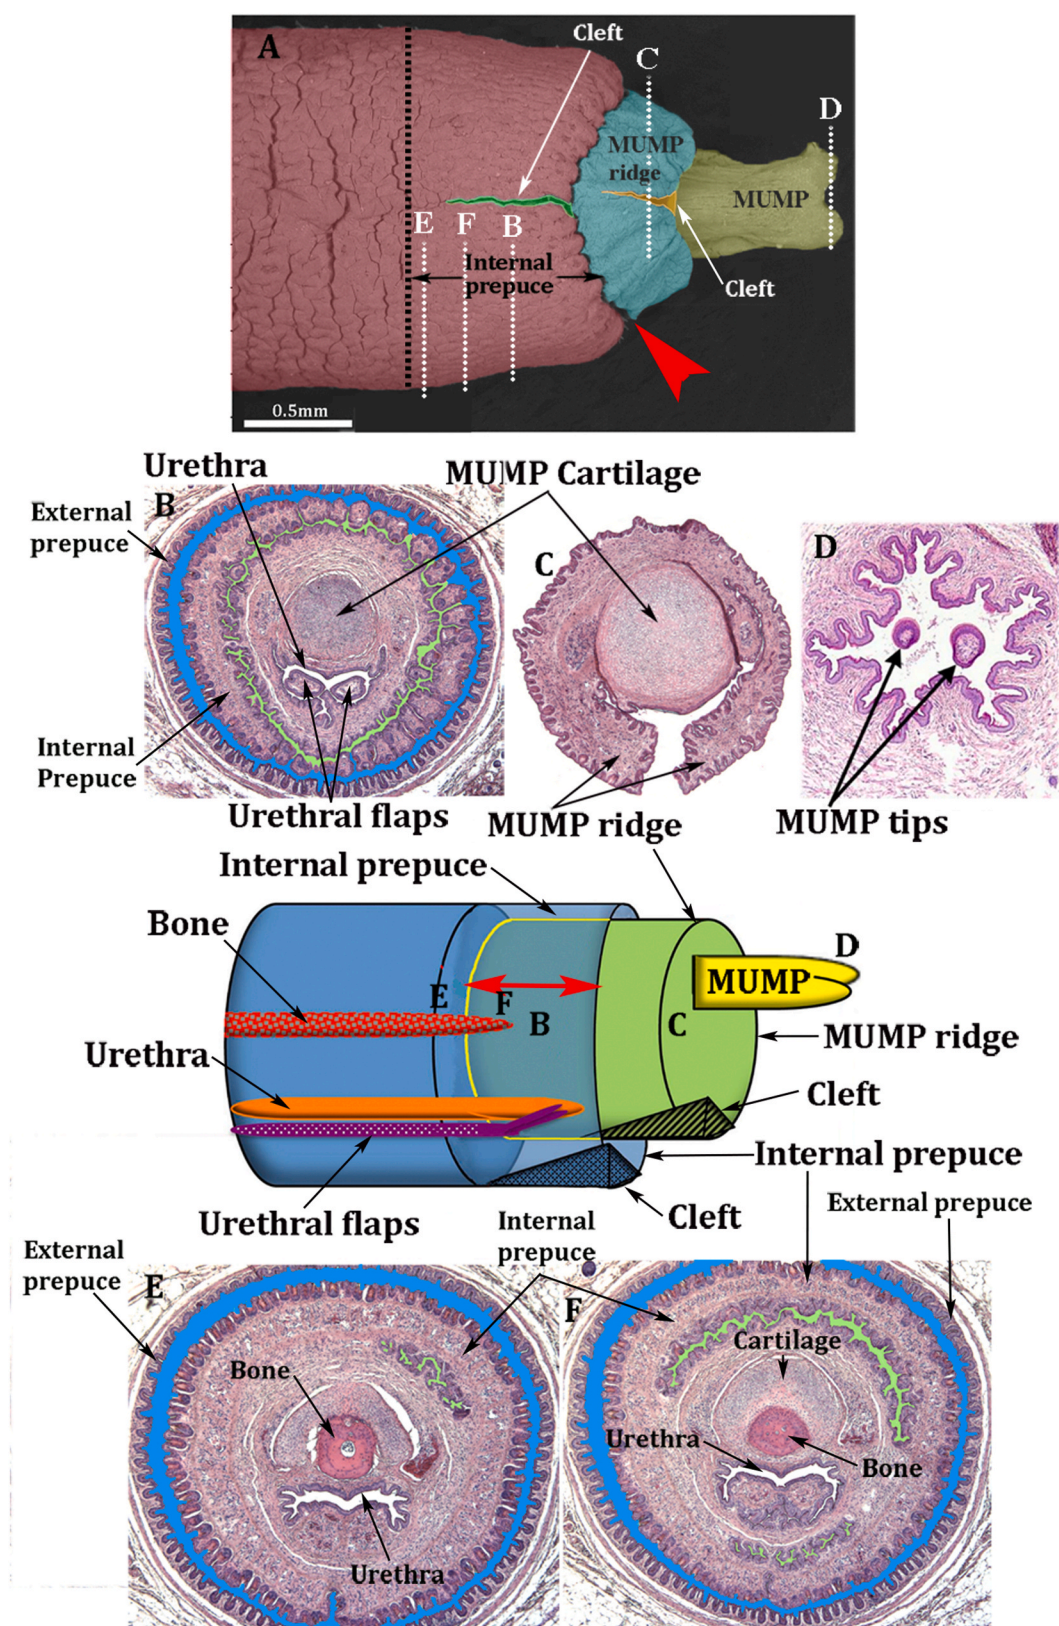 A
Cleft
C
D
MUMP
ridge
MUMP
E
F
B
Internal
prepuce
Cleft
0.5mm
Urethra
MUMP Cartilage
B
External
prepuce
C
D
Internal
Prepuce
Urethral flaps
MUMP ridge
MUMP tips
Internal prepuce
Bone
D
MUMP
E
F
B
C
MUMP ridge
Urethra
Cleft
Internal prepuce
Urethral flaps
Cleft
External prepuce
Internal
prepuce
External
prepuce
E
F
Cartilage
Bone
Urethra
Bone
Urethra